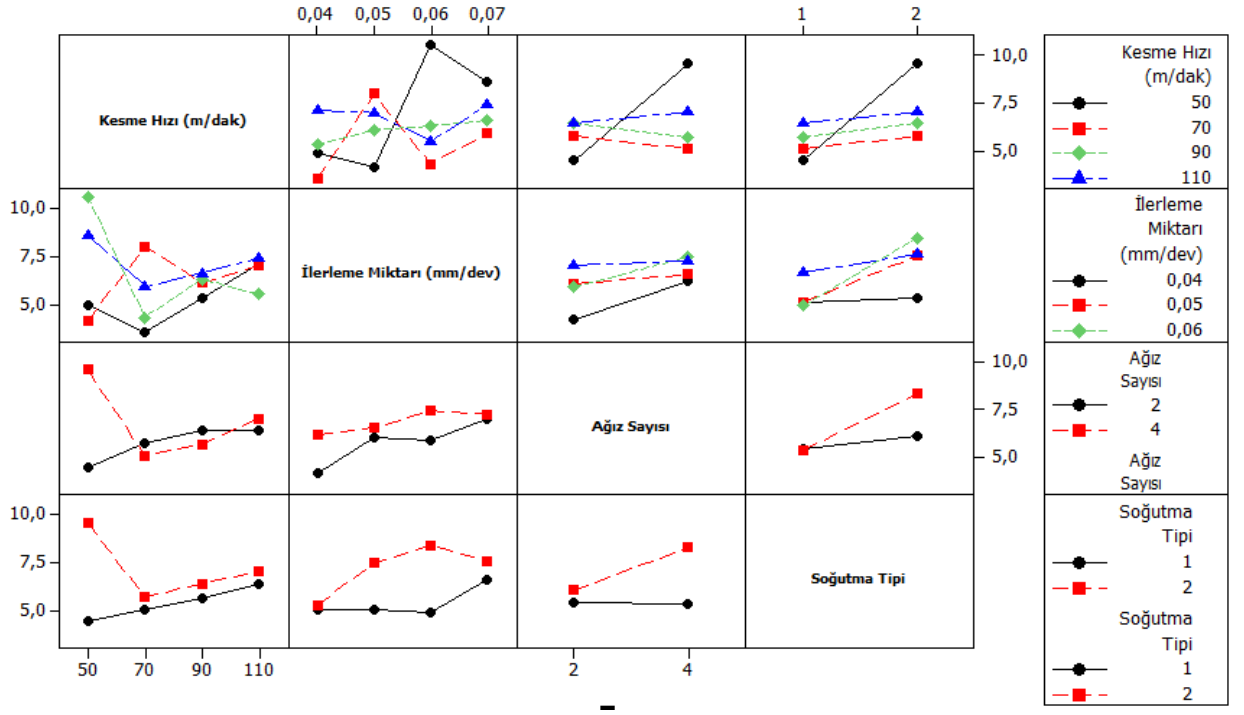 0,04 0,05 0,06 0,07
1 2
Kesme Hızı (m/dak)
10,0
7,5
5,0
Kesme Hızı
(m/dak)
50
70
90
110
10,0
7,5
5,0
İlerleme Miktarı (mm/dev)
İlerleme
Miktarı
(mm/dev)
0,04
0,05
0,06
Ağız Sayısı
10,0
7,5
5,0
Ağız
Sayısı
2
4
Ağız
Sayısı
10,0
7,5
5,0
Soğutma Tipi
Soğutma
Tipi
1
2
Soğutma
Tipi
1
2
50 70 90 110
2 4